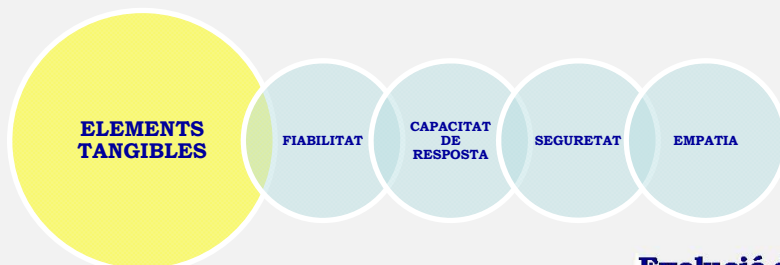 ELEMENTS
TANGIBLES
FIABILITAT
CAPACITAT
DE
RESPOSTA
SEGURETAT
EMPATIA